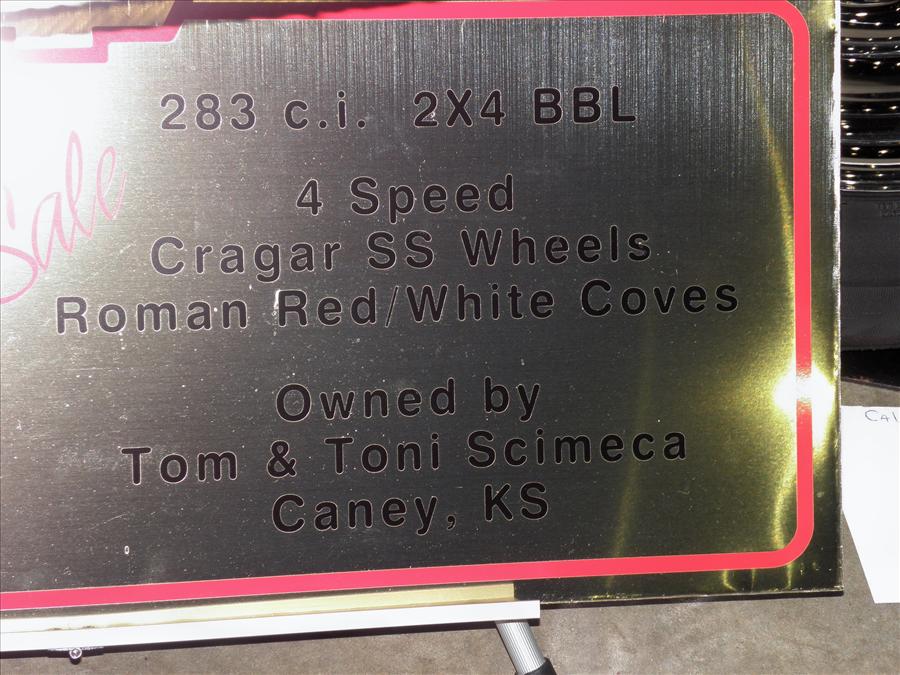 283 c.i. 2X4 BBL
4 Speed
Sale
Cragar SS Wheels
Roman Red/White Coves
Owned by
Tom & Toni Scimeca
Caney, KS